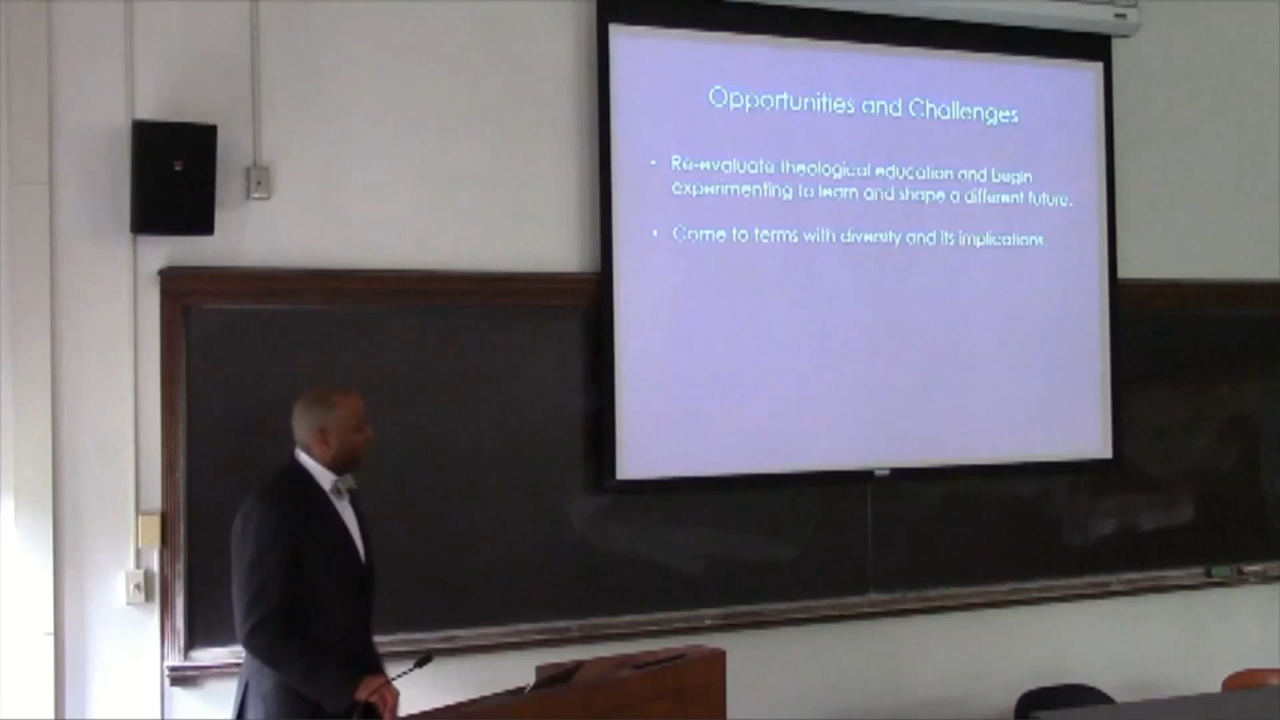 Opportunities and Challenges
• Re-evaluate theological education and begin
experimenting to learn and shape a different future.
• Come to terms with diversity and its implications.